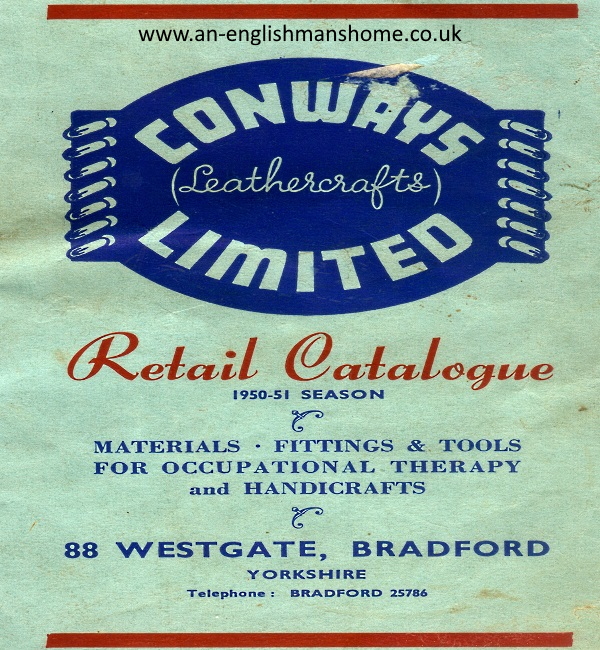 www.an-englishmanshome.co.uk
CONWAYS
(Leathercrafts)
LIMITED
Retail Catalogue
1950-51 SEASON
MATERIALS · FITTINGS & TOOLS
FOR OCCUPATIONAL THERAPY
and HANDICRAFTS
88 WESTGATE, BRADFORD
YORKSHIRE
Telephone: BRADFORD 25786